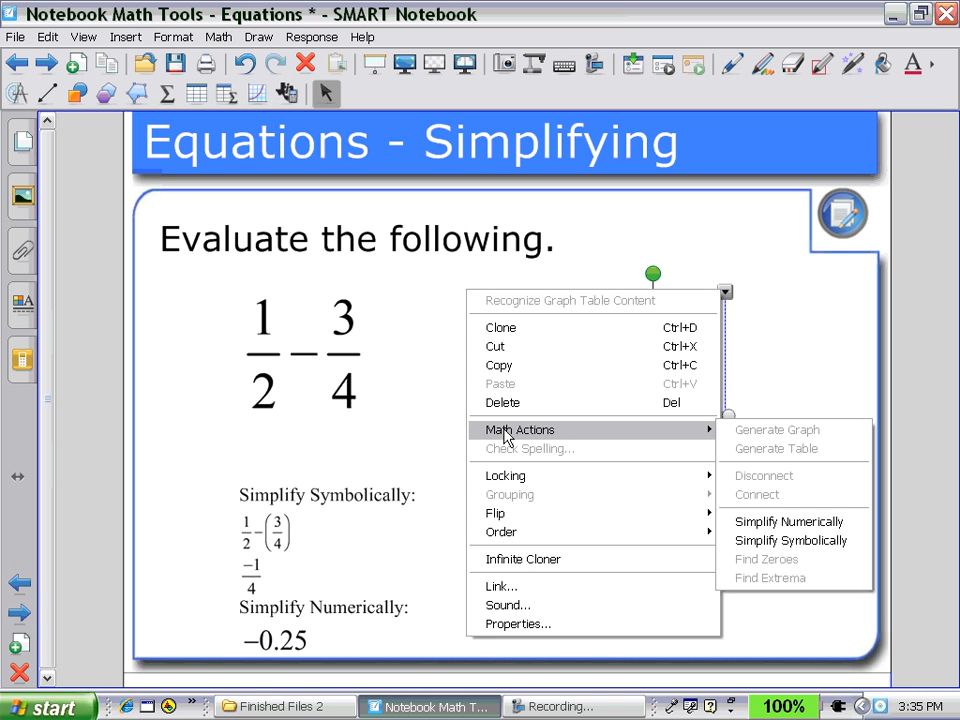 Notebook Math Tools - Equations * - SMART Notebook
File Edit View Insert Format Math Draw Response Help
Equations - Simplifying
Evaluate the following.
1/2 − 3/4
Simplify Symbolically:
1/2 −(3/4)
−1/4
Simplify Numerically:
−0.25
Recognize Graph Table Content
Clone Ctrl+D
Cut Ctrl+X
Copy Ctrl+C
Paste Ctrl+V
Delete Del
Math Actions
Check Spelling...
Locking
Grouping
Flip
Order
Infinite Cloner
Link...
Sound...
Properties...
Generate Graph
Generate Table
Disconnect
Connect
Simplify Numerically
Simplify Symbolically
Find Zeroes
Find Extrema
start
Finished Files 2
Notebook Math T...
Recording...
100%
3:35 PM